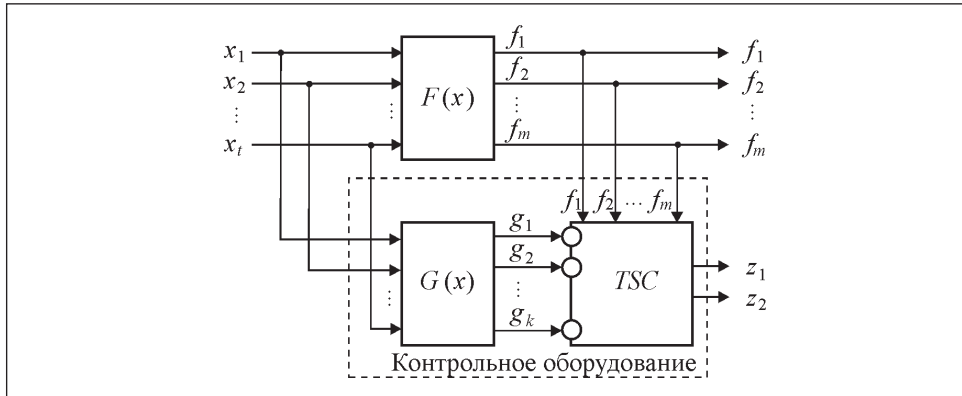 x₁ f₁ f₁
x₂ f₂ f₂
⋮ ⋮ F(x) ⋮ ⋮
xₜ fₘ fₘ
f₁ f₂ ⋯ fₘ
g₁
g₂ z₁
⋮ G(x) ⋮ TSC
gₖ z₂
Контрольное оборудование